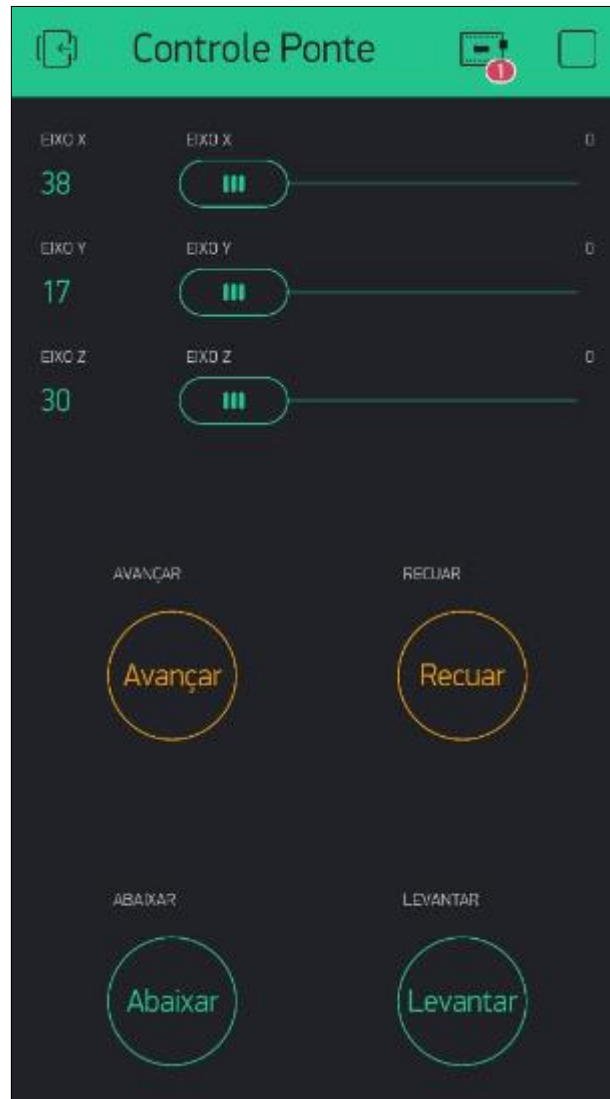 Controle Ponte
1
EIXO X EIXO X 0
38
EIXO Y EIXO Y 0
17
EIXO Z EIXO Z 0
30
AVANÇAR RECUAR
Avançar Recuar
ABAIXAR LEVANTAR
Abaixar Levantar